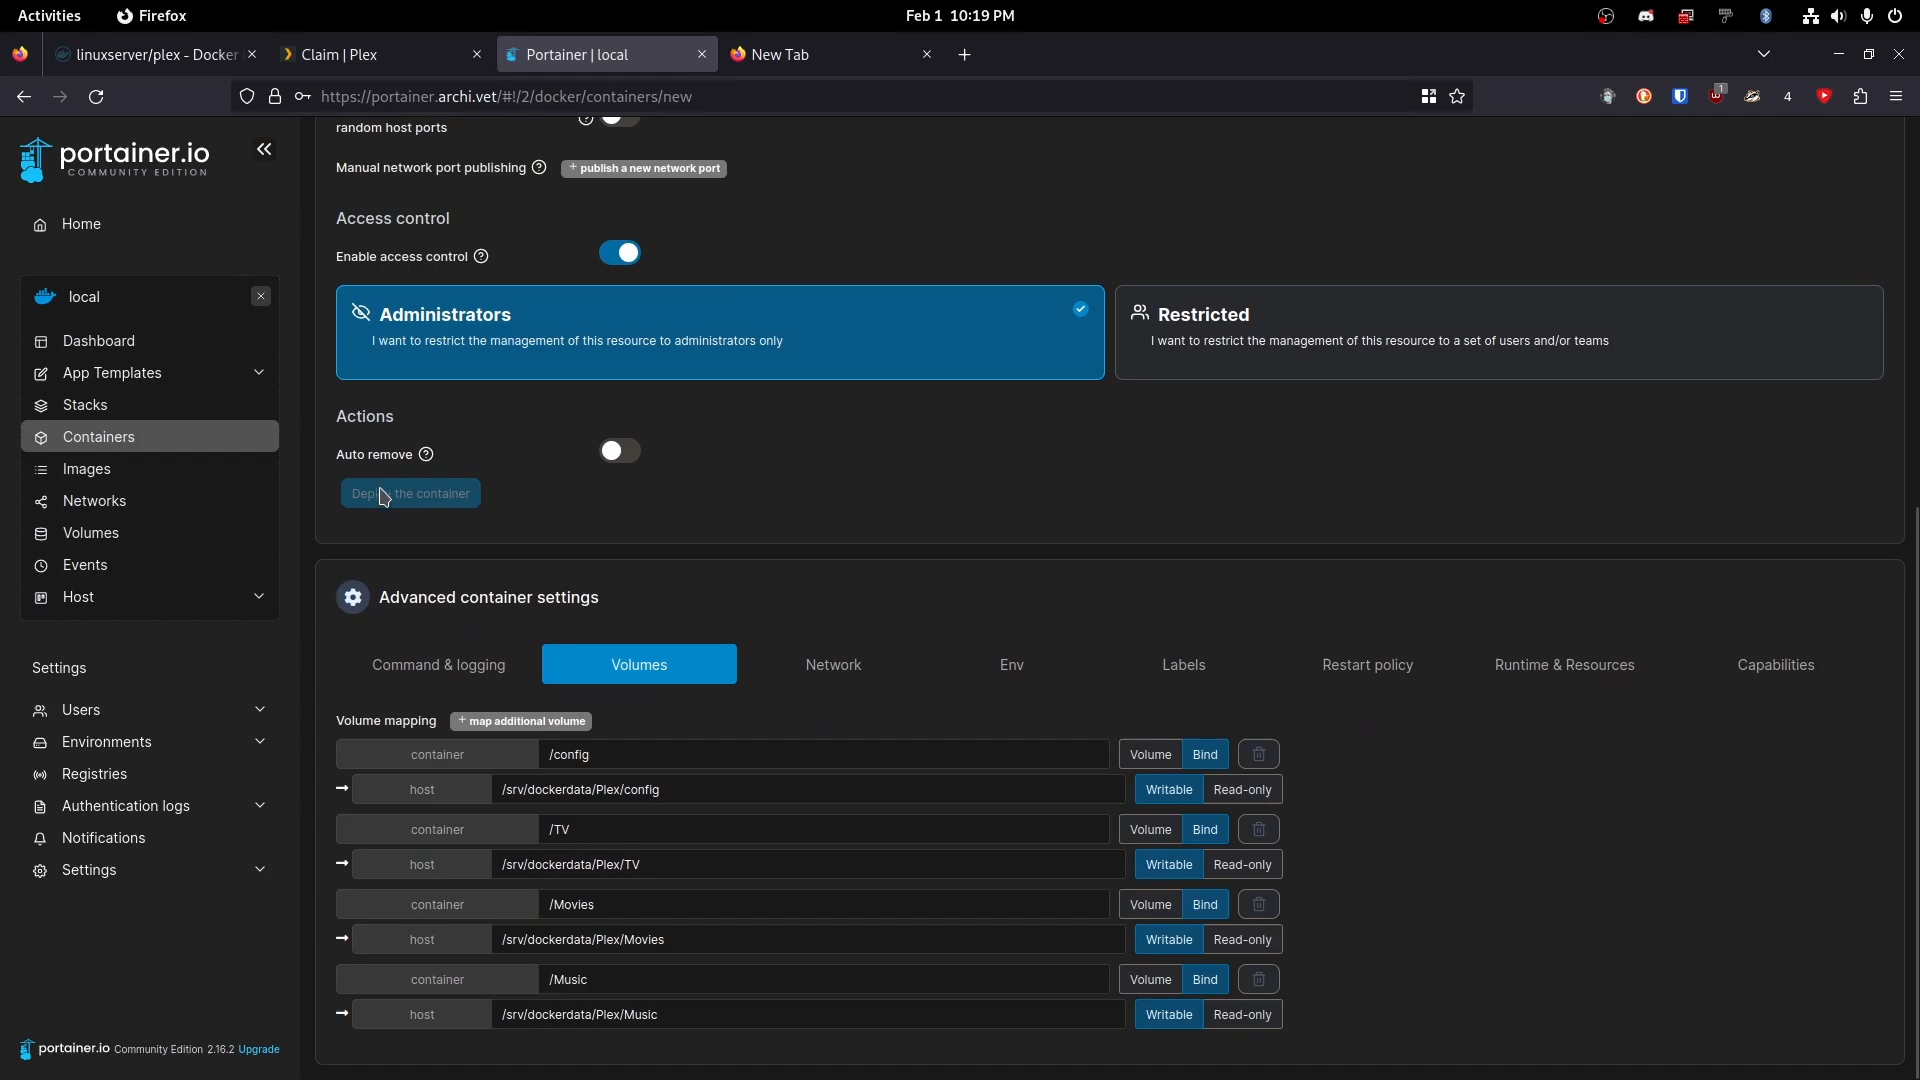 Activities
Firefox
Feb 1 10:19 PM
linuxserver/plex - Docker
Claim | Plex
Portainer | local
New Tab
https://portainer.archi.vet/#!/2/docker/containers/new
1
4
portainer.io
COMMUNITY EDITION
Home
local
Dashboard
App Templates
Stacks
Containers
Images
Networks
Volumes
Events
Host
Settings
Users
Environments
Registries
Authentication logs
Notifications
Settings
portainer.io Community Edition 2.16.2 Upgrade
random host ports
Manual network port publishing
+ publish a new network port
Access control
Enable access control
Administrators
I want to restrict the management of this resource to administrators only
Restricted
I want to restrict the management of this resource to a set of users and/or teams
Actions
Auto remove
Deploy the container
Advanced container settings
Command & logging
Volumes
Network
Env
Labels
Restart policy
Runtime & Resources
Capabilities
Volume mapping
+ map additional volume
container /config Volume Bind
host /srv/dockerdata/Plex/config Writable Read-only
container /TV Volume Bind
host /srv/dockerdata/Plex/TV Writable Read-only
container /Movies Volume Bind
host /srv/dockerdata/Plex/Movies Writable Read-only
container /Music Volume Bind
host /srv/dockerdata/Plex/Music Writable Read-only